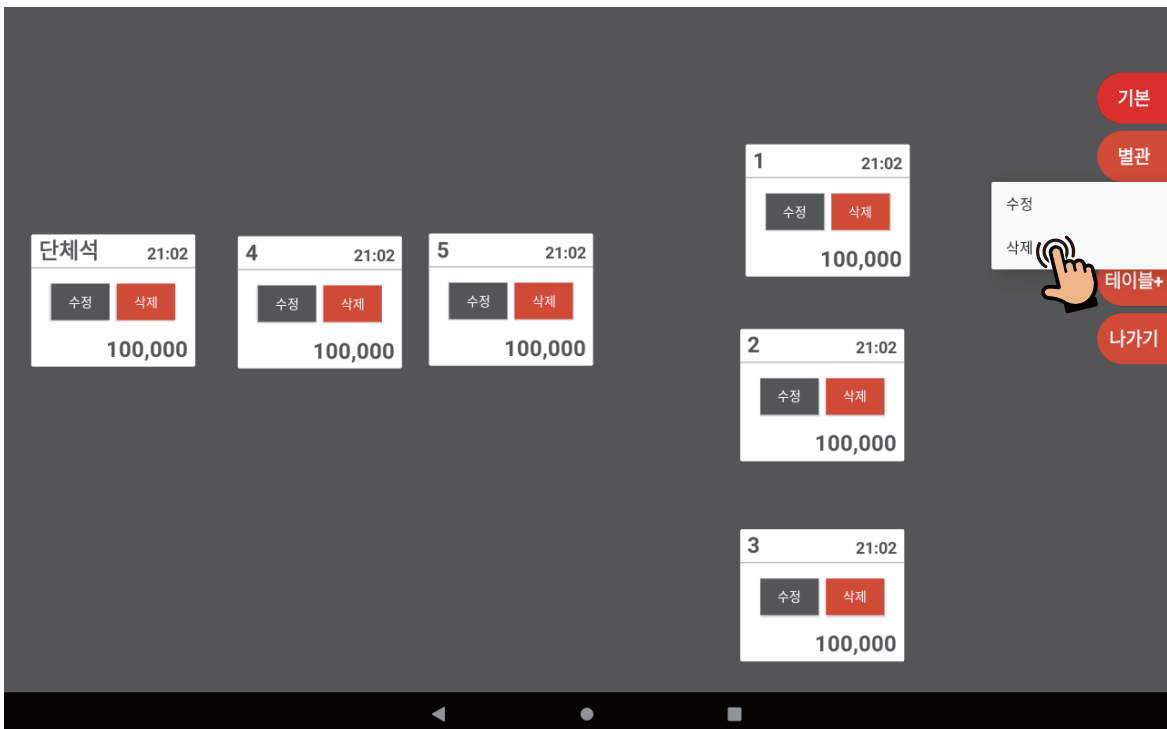 단체석 21:02
수정 삭제
100,000
4 21:02
수정 삭제
100,000
5 21:02
수정 삭제
100,000
1 21:02
수정 삭제
100,000
2 21:02
수정 삭제
100,000
3 21:02
수정 삭제
100,000
기본
별관
수정
삭제
테이블+
나가기